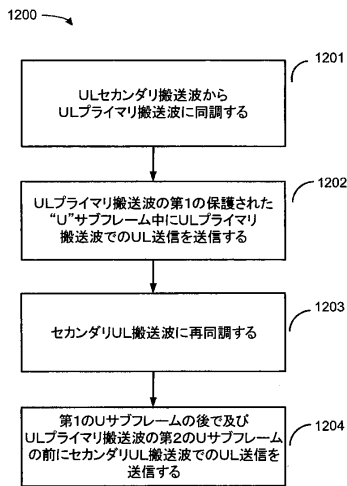 1200
1201
ULセカンダリ搬送波から
ULプライマリ搬送波に同調する
1202
ULプライマリ搬送波の第1の保護された
“U”サブフレーム中にULプライマリ
搬送波でのUL送信を送信する
1203
セカンダリUL搬送波に再同調する
1204
第1のUサブフレームの後で及び
ULプライマリ搬送波の第2のUサブフレーム
の前にセカンダリUL搬送波でのUL送信を
送信する